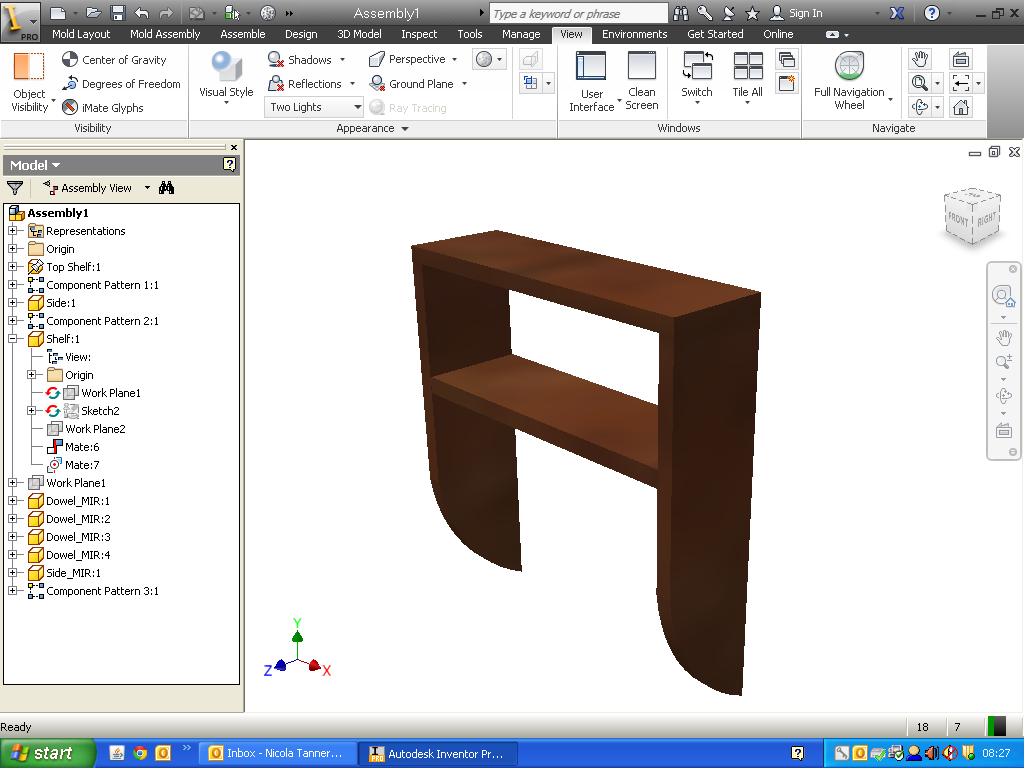 Assembly1
Type a keyword or phrase
Sign In
PRO
Mold Layout
Mold Assembly
Assemble
Design
3D Model
Inspect
Tools
Manage
View
Environments
Get Started
Online
Object
Visibility
Center of Gravity
Degrees of Freedom
iMate Glyphs
Visibility
Visual Style
Shadows
Reflections
Two Lights
Perspective
Ground Plane
Ray Tracing
Appearance
User
Interface
Clean
Screen
Switch
Tile All
Windows
Full Navigation
Wheel
Navigate
Model
Assembly View
Assembly1
Representations
Origin
Top Shelf:1
Component Pattern 1:1
Side:1
Component Pattern 2:1
Shelf:1
View:
Origin
Work Plane1
Sketch2
Work Plane2
Mate:6
Mate:7
Work Plane1
Dowel_MIR:1
Dowel_MIR:2
Dowel_MIR:3
Dowel_MIR:4
Side_MIR:1
Component Pattern 3:1
FRONT
RIGHT
Y
Z
X
Ready
18
7
start
Inbox - Nicola Tanner...
PRO
Autodesk Inventor Pr...
08:27